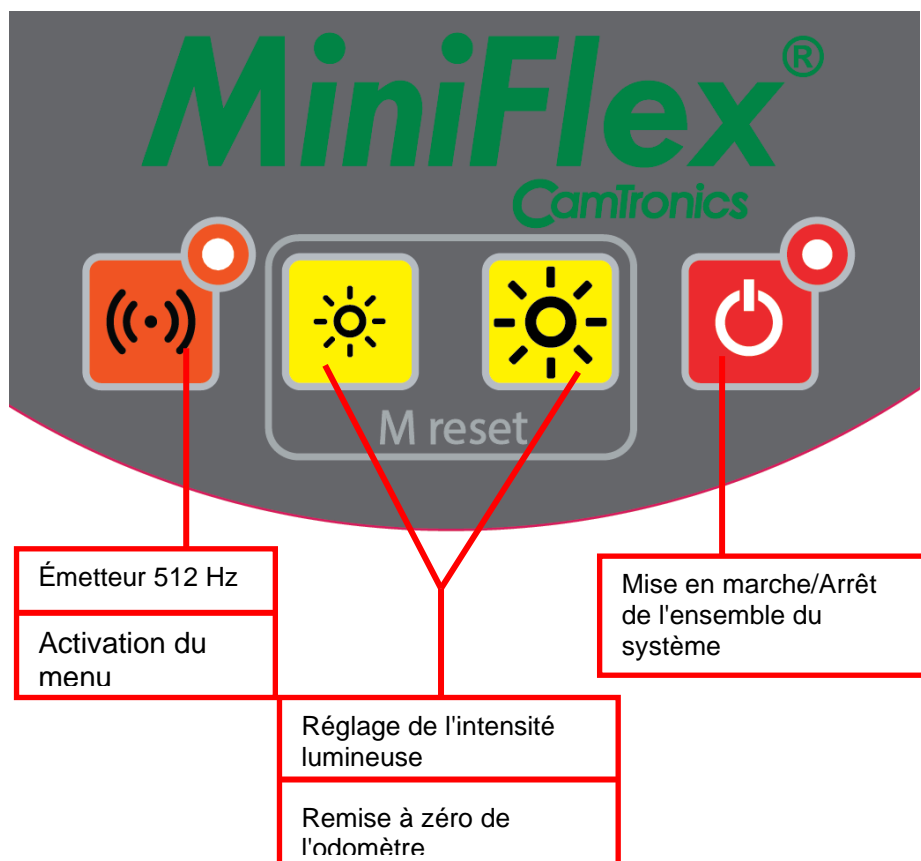 MiniFlex®
CamTronics
M reset
Émetteur 512 Hz
Activation du
menu
Mise en marche/Arrêt
de l'ensemble du
système
Réglage de l'intensité
lumineuse
Remise à zéro de
l'odomètre